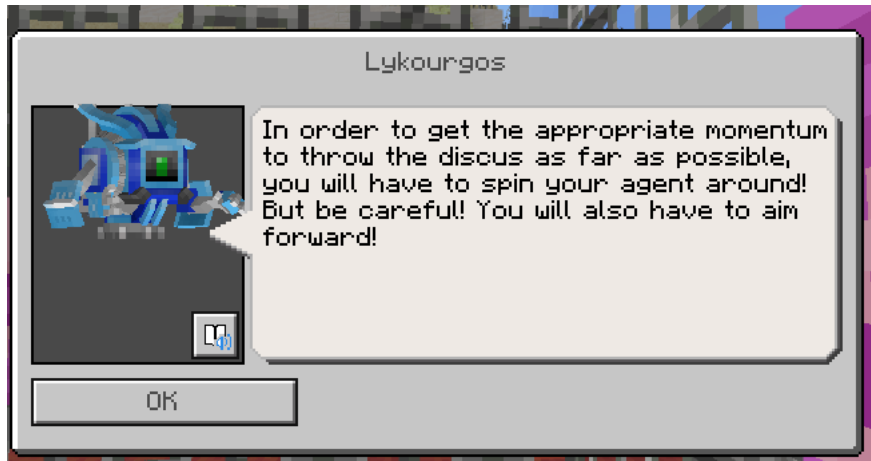 Lykourgos
In order to get the appropriate momentum
to throw the discus as far as possible,
you will have to spin your agent around!
But be careful! You will also have to aim
forward!
OK